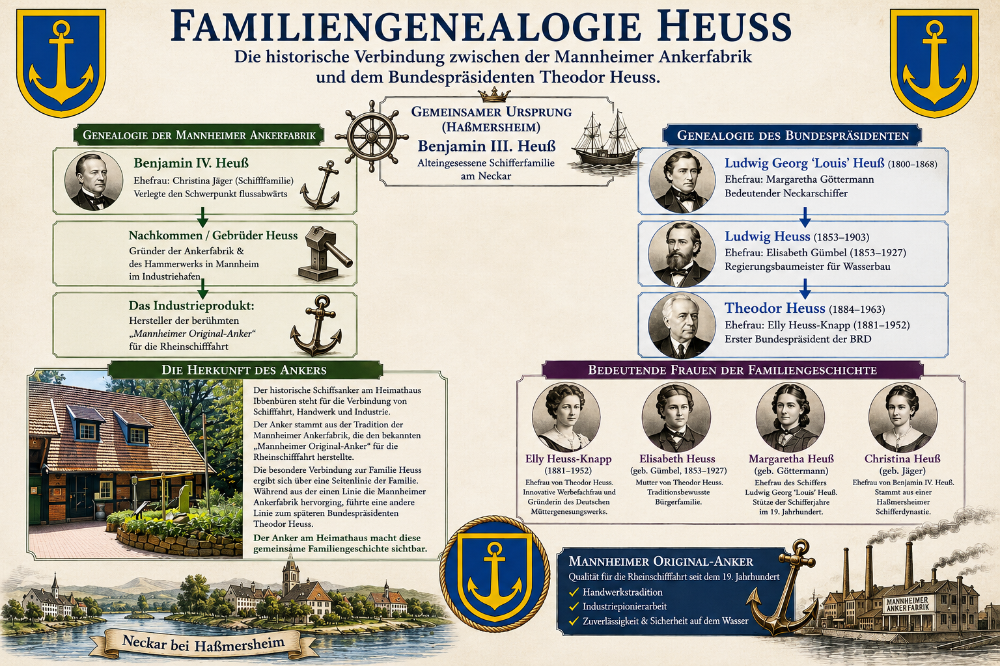 FAMILIENGENEALOGIE HEUSS
Die historische Verbindung zwischen der Mannheimer Ankerfabrik
und dem Bundespräsidenten Theodor Heuss.
GEMEINSAMER URSPRUNG
(HAßMERSHEIM)
Benjamin III. Heuß
Alteingesessene Schifferfamilie
am Neckar
GENEALOGIE DER MANNHEIMER ANKERFABRIK
Benjamin IV. Heuß
Ehefrau: Christina Jäger (Schifffamilie)
Verlegte den Schwerpunkt flussabwärts
Nachkommen / Gebrüder Heuss
Gründer der Ankerfabrik &
des Hammerwerks in Mannheim
im Industriehafen
Das Industrieprodukt:
Hersteller der berühmten
„Mannheimer Original-Anker“
für die Rheinschifffahrt
GENEALOGIE DES BUNDESPRÄSIDENTEN
Ludwig Georg ‘Louis’ Heuß (1800–1868)
Ehefrau: Margaretha Göttermann
Bedeutender Neckarschiffer
Ludwig Heuss (1853–1903)
Ehefrau: Elisabeth Gümbel (1853–1927)
Regierungsbaumeister für Wasserbau
Theodor Heuss (1884–1963)
Ehefrau: Elly Heuss-Knapp (1881–1952)
Erster Bundespräsident der BRD
DIE HERKUNFT DES ANKERS
Der historische Schiffsanker am Heimathaus
Ibbenbüren steht für die Verbindung von
Schifffahrt, Handwerk und Industrie.
Der Anker stammt aus der Tradition der
Mannheimer Ankerfabrik, die den bekannten
„Mannheimer Original-Anker“ für die
Rheinschifffahrt herstellte.
Die besondere Verbindung zur Familie Heuss
ergibt sich über eine Seitenlinie der Familie.
Während aus der einen Linie die Mannheimer
Ankerfabrik hervorging, führte eine andere
Linie zum späteren Bundespräsidenten
Theodor Heuss.
Der Anker am Heimathaus macht diese
gemeinsame Familiengeschichte sichtbar.
BEDEUTENDE FRAUEN DER FAMILIENGESCHICHTE
Elly Heuss-Knapp
(1881–1952)
Ehefrau von Theodor Heuss.
Innovative Werbefachfrau und
Gründerin des Deutschen
Müttergenesungswerks.
Elisabeth Heuss
(geb. Gümbel, 1853–1927)
Mutter von Theodor Heuss.
Traditionsbewusste
Bürgerfamilie.
Margaretha Heuß
(geb. Göttermann)
Ehefrau des Schiffers
Ludwig Georg ‘Louis’ Heuß.
Stütze der Schifferjahre
im 19. Jahrhundert.
Christina Heuß
(geb. Jäger)
Ehefrau von Benjamin IV. Heuß.
Stammt aus einer
Haßmersheimer
Schifferdynastie.
Neckar bei Haßmersheim
MANNHEIMER ORIGINAL-ANKER
Qualität für die Rheinschifffahrt seit dem 19. Jahrhundert
✓ Handwerkstradition
✓ Industriepionierarbeit
✓ Zuverlässigkeit & Sicherheit auf dem Wasser
MANNHEIMER
ANKERFABRIK